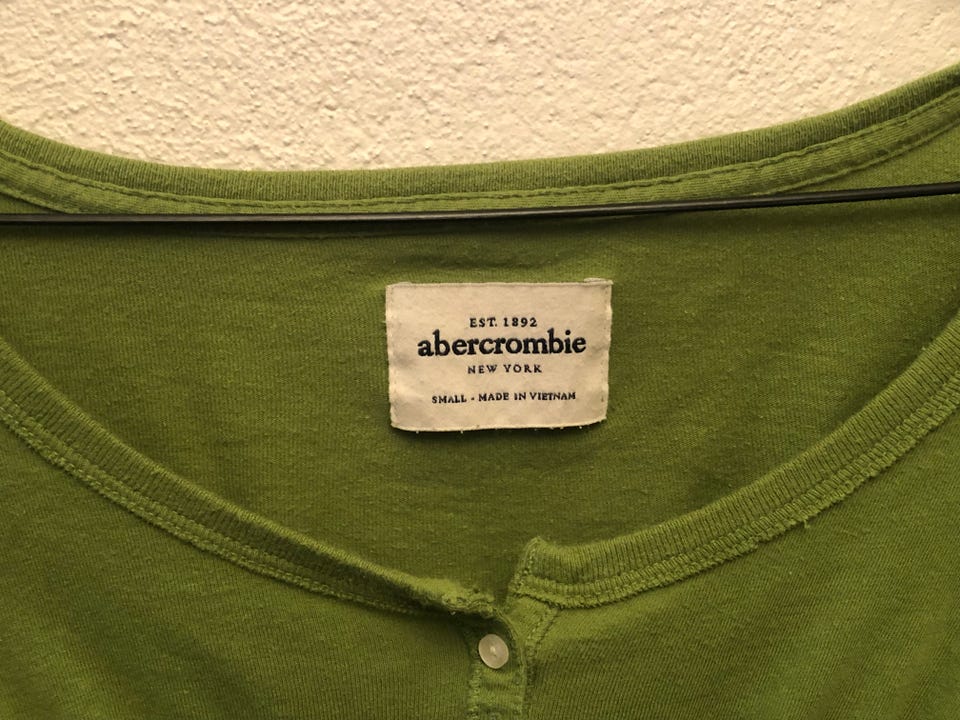 EST. 1892
abercrombie
NEW YORK
SMALL - MADE IN VIETNAM